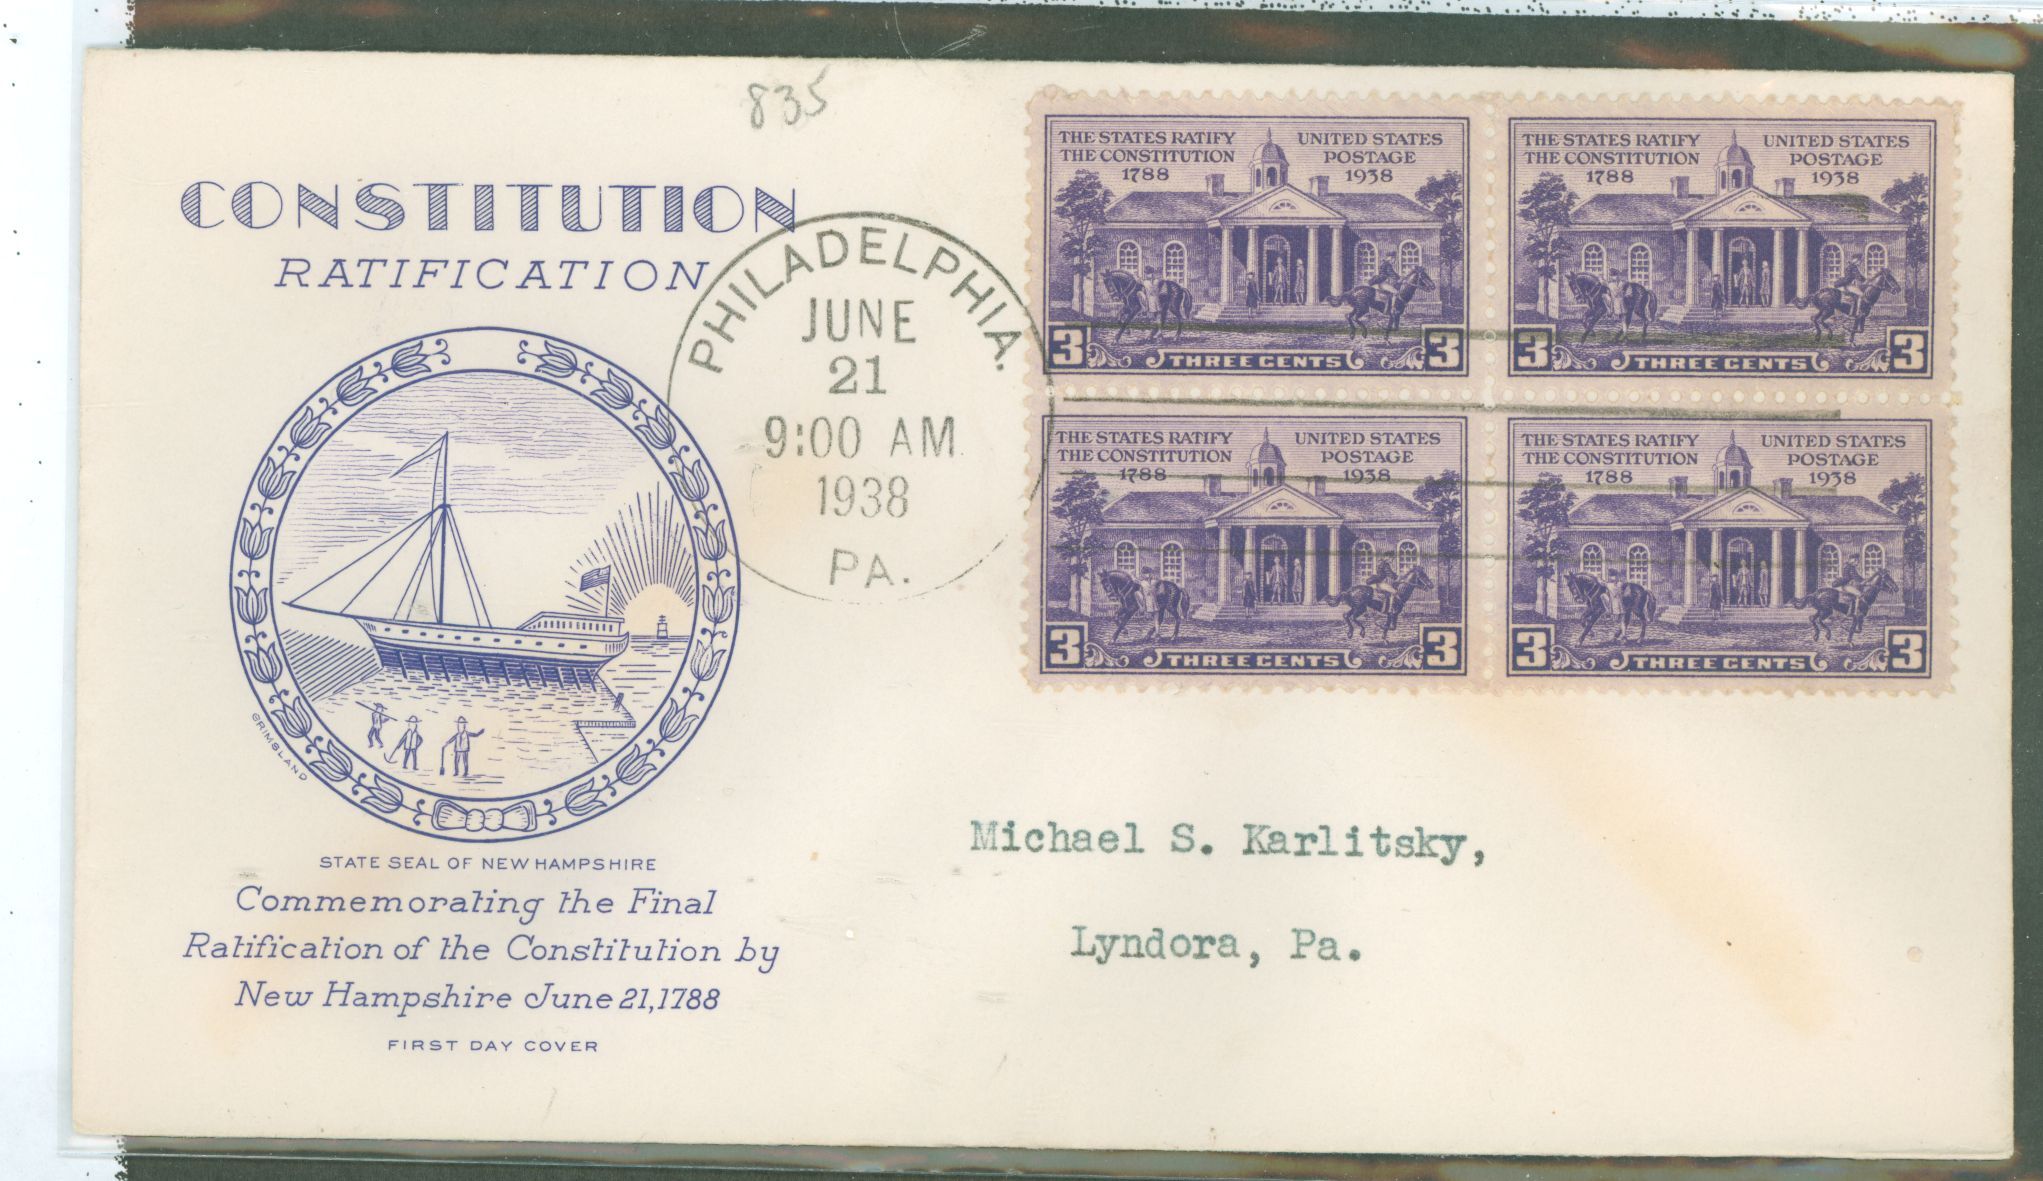 835
CONSTITUTION
RATIFICATION
PHILADELPHIA.
JUNE
21
9:00 AM
1938
PA.
THE STATES RATIFY
THE CONSTITUTION
1788
UNITED STATES
POSTAGE
1938
3 THREE CENTS 3
THE STATES RATIFY
THE CONSTITUTION
1788
UNITED STATES
POSTAGE
1938
3 THREE CENTS 3
THE STATES RATIFY
THE CONSTITUTION
1788
UNITED STATES
POSTAGE
1938
3 THREE CENTS 3
THE STATES RATIFY
THE CONSTITUTION
1788
UNITED STATES
POSTAGE
1938
3 THREE CENTS 3
GRIMSLAND
STATE SEAL OF NEW HAMPSHIRE
Commemorating the Final
Ratification of the Constitution by
New Hampshire June 21, 1788
FIRST DAY COVER
Michael S. Karlitsky,
Lyndora, Pa.